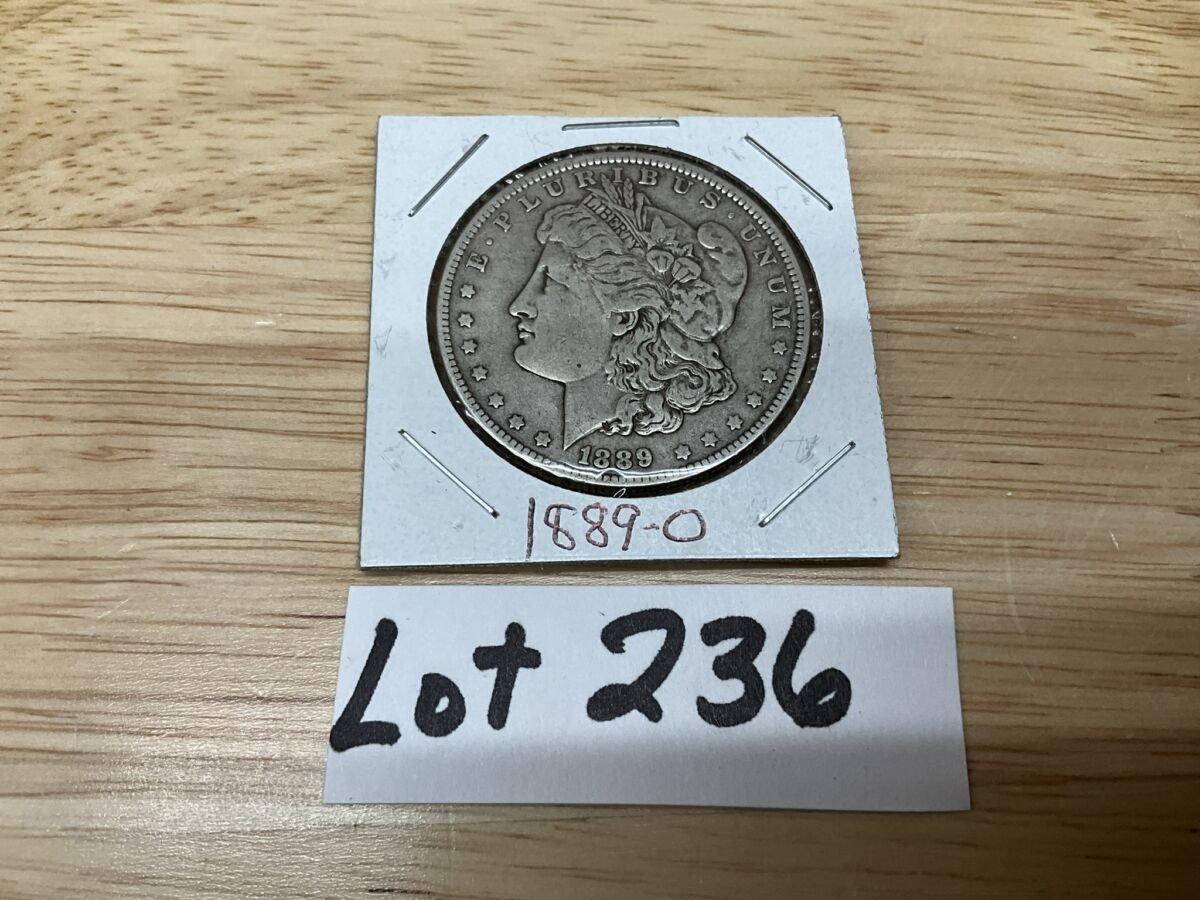 E·PLURIBUS·UNUM
LIBERTY
1889
1889-O
Lot 236